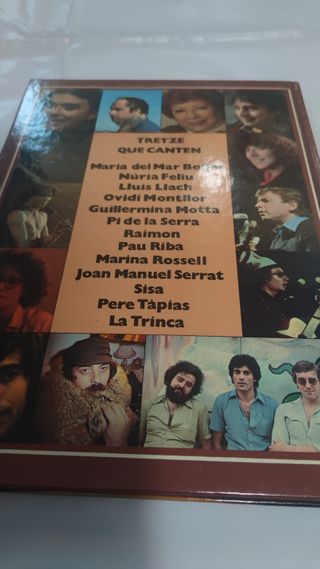 TRETZE
QUE CANTEN
Maria del Mar Bonet
Núria Feliu
Lluís Llach
Ovidi Montllor
Guillermina Motta
Pi de la Serra
Raimon
Pau Riba
Marina Rossell
Joan Manuel Serrat
Sisa
Pere Tàpias
La Trinca